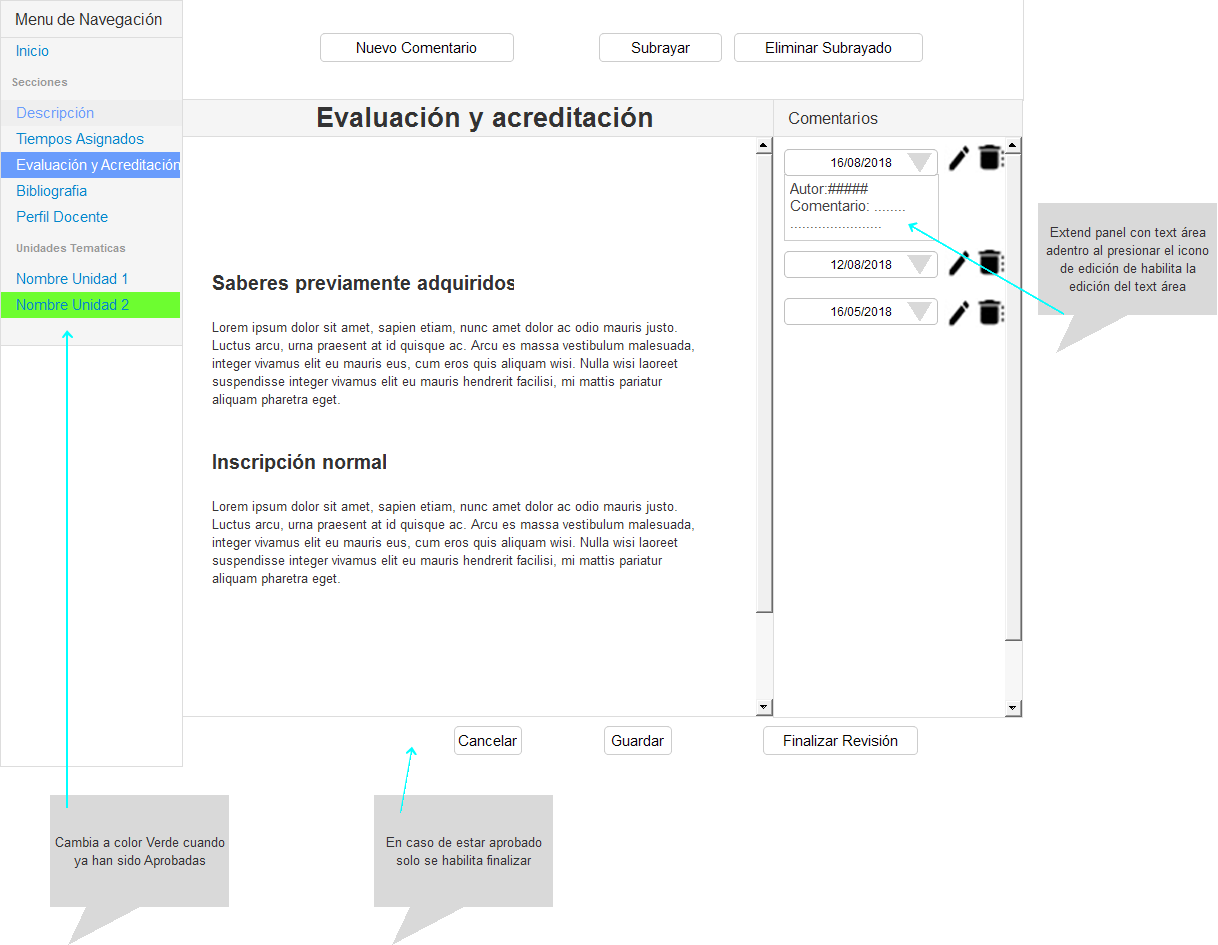 Menu de Navegación
Inicio
Secciones
Descripción
Tiempos Asignados
Evaluación y Acreditación
Bibliografia
Perfil Docente
Unidades Tematicas
Nombre Unidad 1
Nombre Unidad 2
Nuevo Comentario
Subrayar
Eliminar Subrayado
Evaluación y acreditación
Saberes previamente adquiridos
Lorem ipsum dolor sit amet, sapien etiam, nunc amet dolor ac odio mauris justo.
Luctus arcu, urna praesent at id quisque ac. Arcu es massa vestibulum malesuada,
integer vivamus elit eu mauris eus, cum eros quis aliquam wisi. Nulla wisi laoreet
suspendisse integer vivamus elit eu mauris hendrerit facilisi, mi mattis pariatur
aliquam pharetra eget.
Inscripción normal
Lorem ipsum dolor sit amet, sapien etiam, nunc amet dolor ac odio mauris justo.
Luctus arcu, urna praesent at id quisque ac. Arcu es massa vestibulum malesuada,
integer vivamus elit eu mauris eus, cum eros quis aliquam wisi. Nulla wisi laoreet
suspendisse integer vivamus elit eu mauris hendrerit facilisi, mi mattis pariatur
aliquam pharetra eget.
Comentarios
16/08/2018
Autor:#####
Comentario: ........
.......................
12/08/2018
16/05/2018
Extend panel con text área
adentro al presionar el icono
de edición de habilita la
edición del text área
Cancelar
Guardar
Finalizar Revisión
Cambia a color Verde cuando
ya han sido Aprobadas
En caso de estar aprobado
solo se habilita finalizar